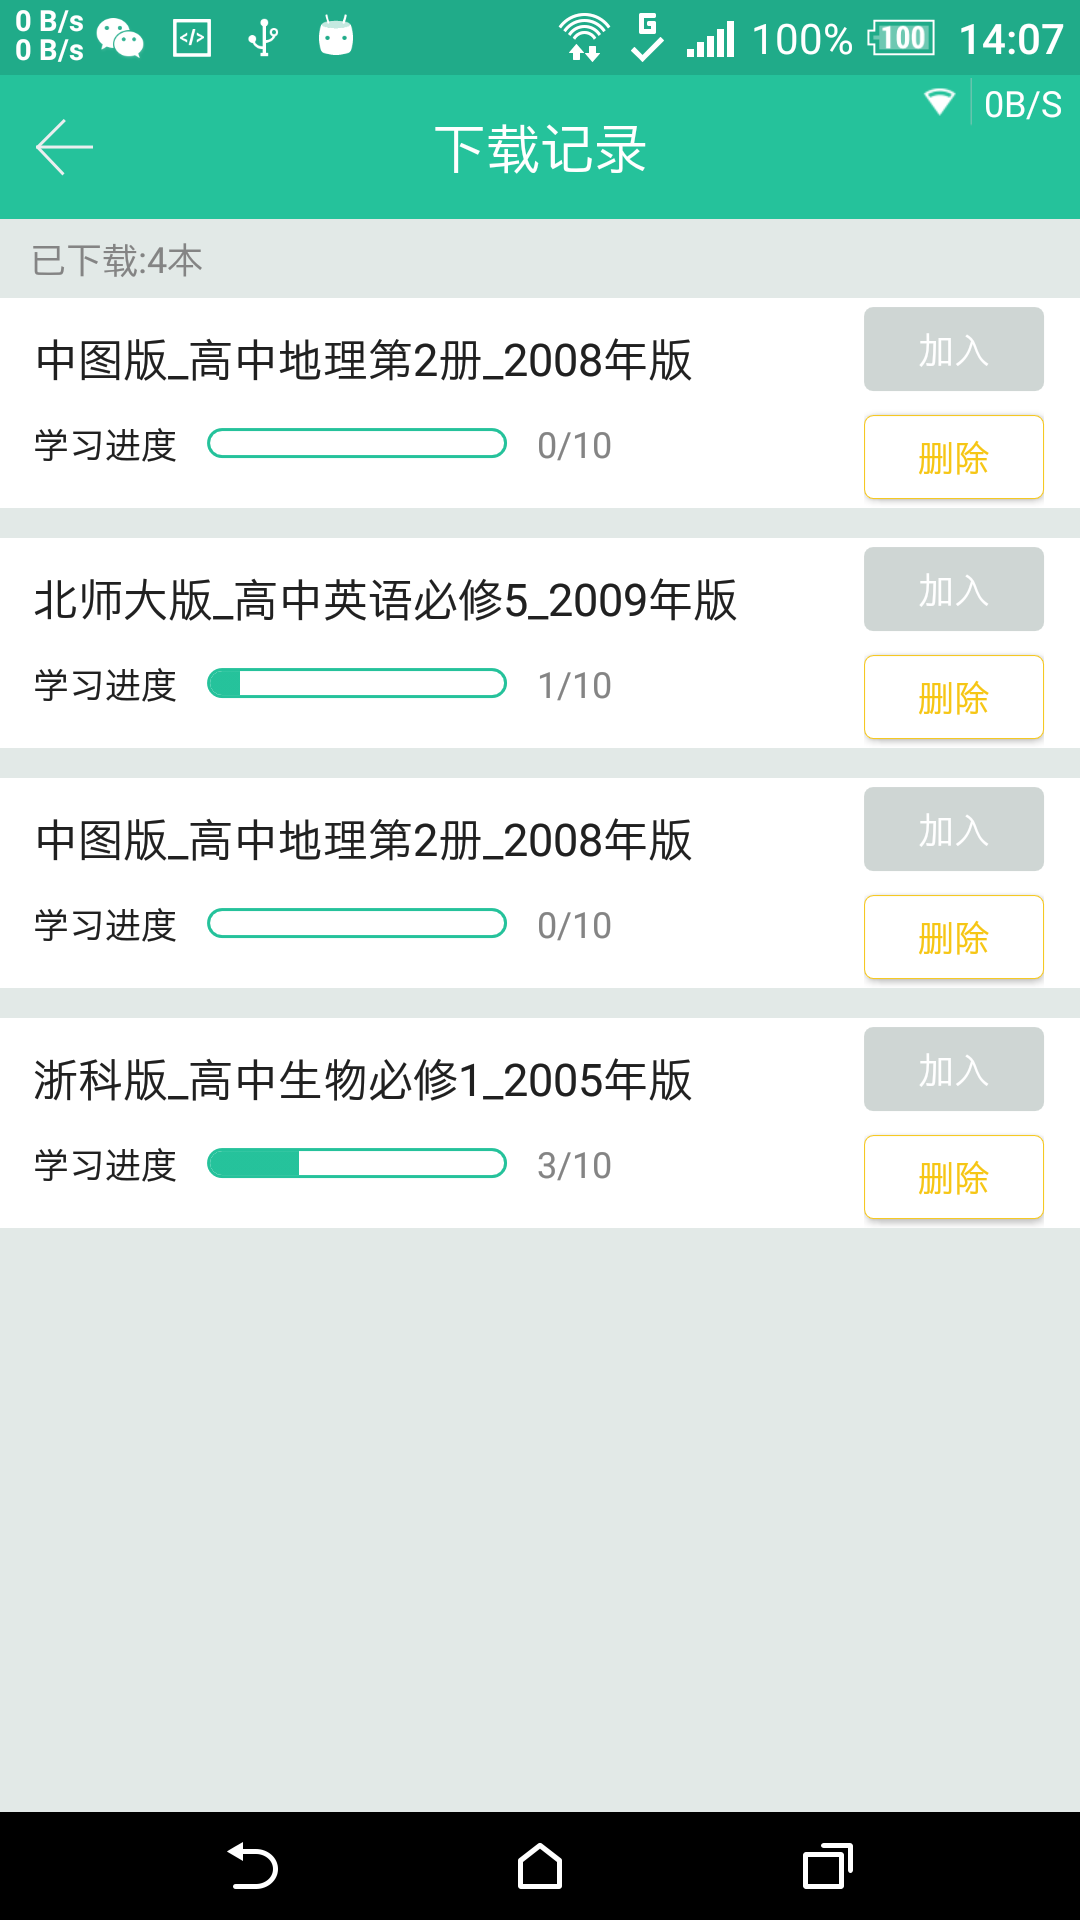 0 B/s
0 B/s
</>
G
100%
100
14:07
0B/S
下载记录
已下载:4本
中图版_高中地理第2册_2008年版
加入
学习进度
0/10
删除
北师大版_高中英语必修5_2009年版
加入
学习进度
1/10
删除
中图版_高中地理第2册_2008年版
加入
学习进度
0/10
删除
浙科版_高中生物必修1_2005年版
加入
学习进度
3/10
删除